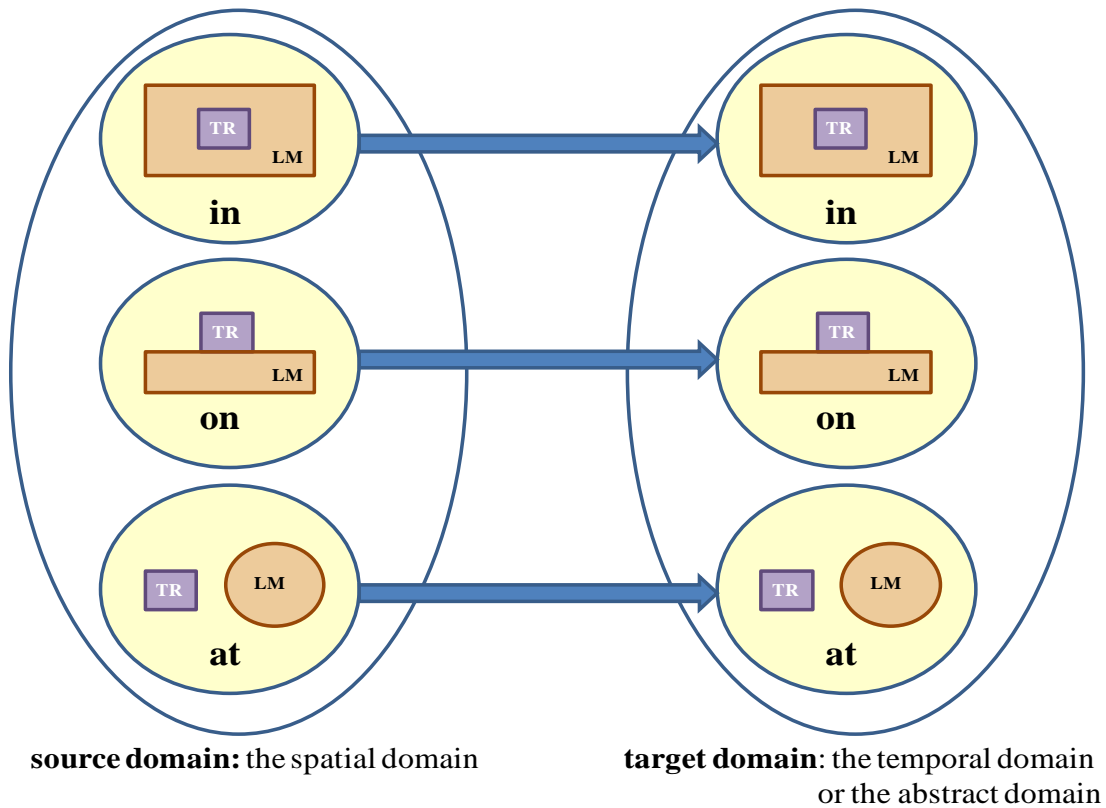 TR
LM
in
TR
LM
in
TR
LM
on
TR
LM
on
TR
LM
at
TR
LM
at
source domain: the spatial domain
target domain: the temporal domain
or the abstract domain